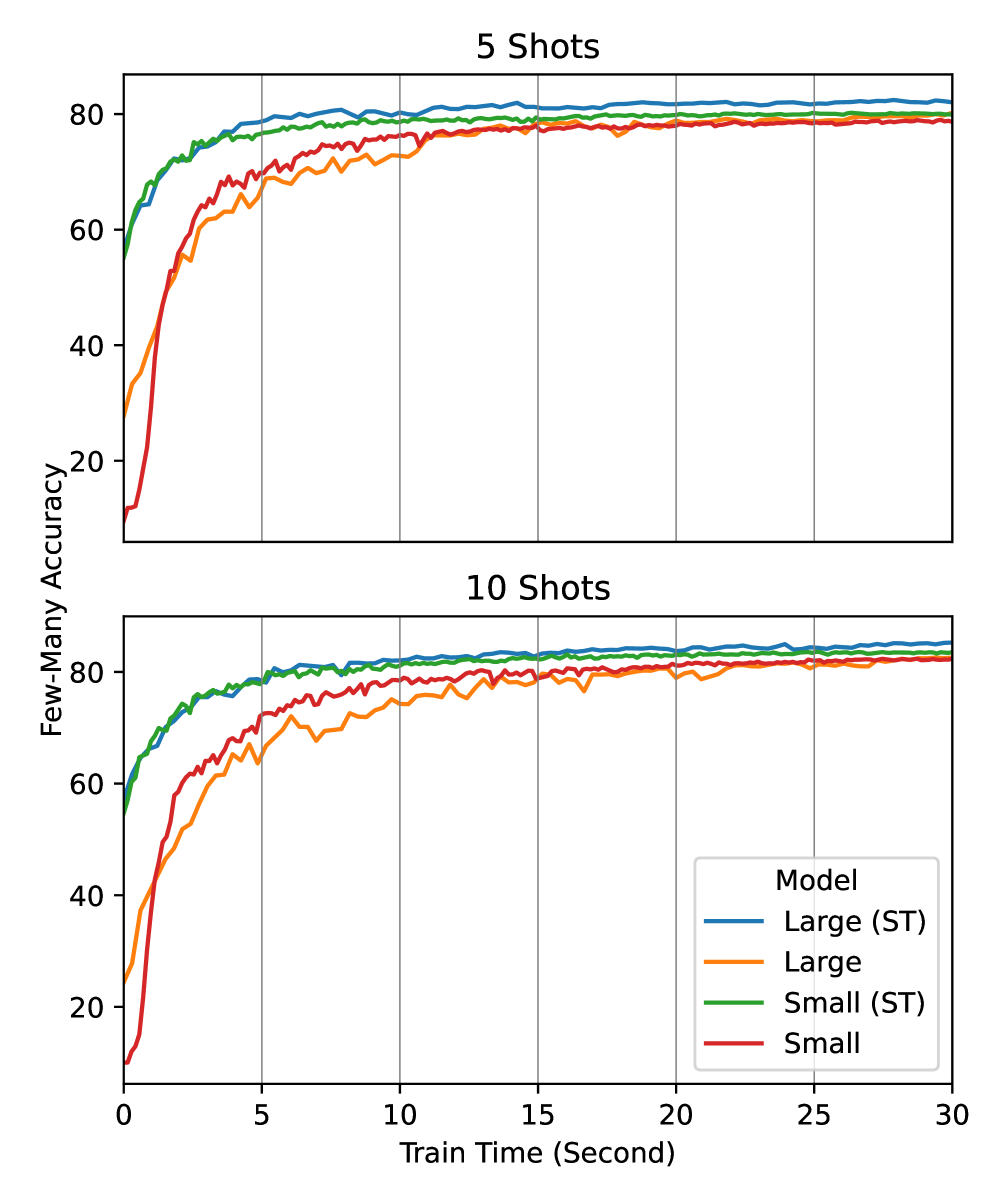 5 Shots
80
60
40
20
Few-Many Accuracy
10 Shots
80
60
40
20
Model
Large (ST)
Large
Small (ST)
Small
0 5 10 15 20 25 30
Train Time (Second)